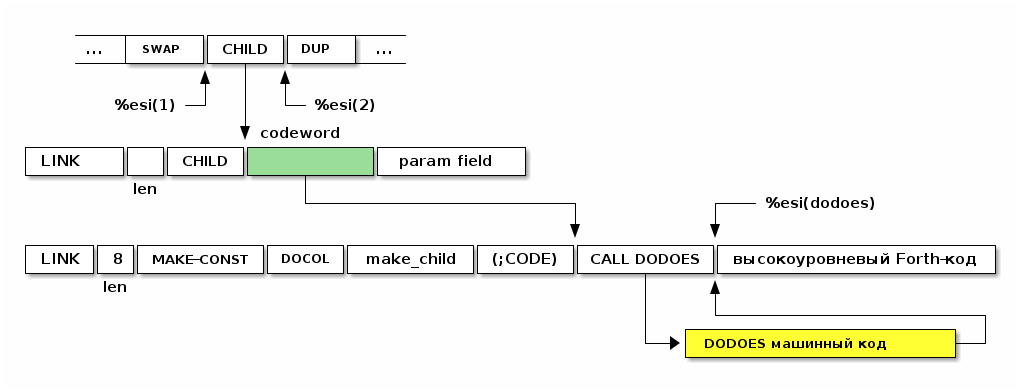 ... SWAP CHILD DUP ...
%esi(1) %esi(2)
codeword
LINK CHILD param field
len
%esi(dodoes)
LINK 8 MAKE-CONST DOCOL make_child (;CODE) CALL DODOES высокоуровневый Forth-код
len
DODOES машинный код